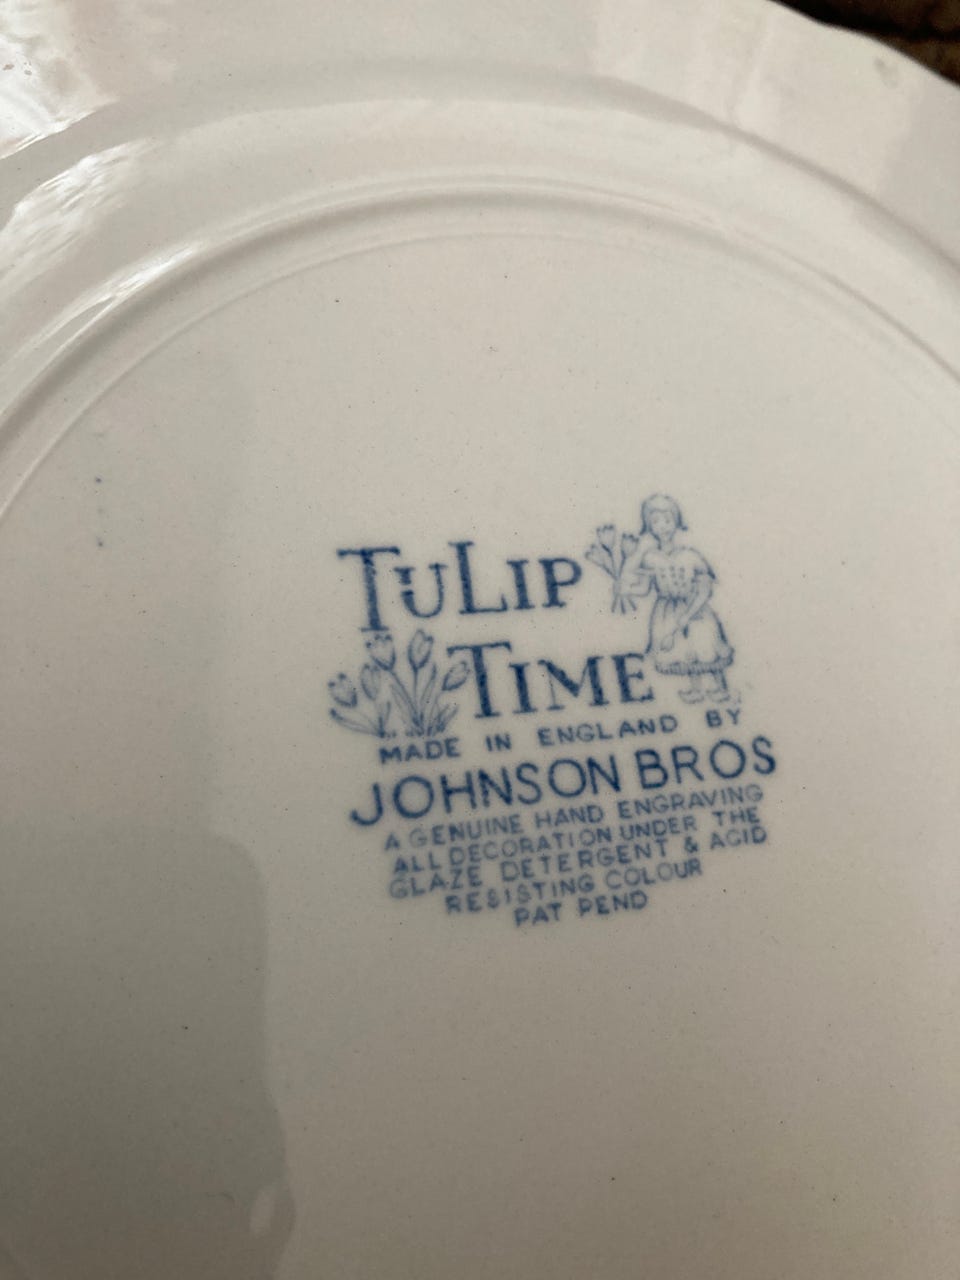 TULIP
TIME
MADE IN ENGLAND BY
JOHNSON BROS
A GENUINE HAND ENGRAVING
ALL DECORATION UNDER THE
GLAZE DETERGENT & ACID
RESISTING COLOUR
PAT PEND